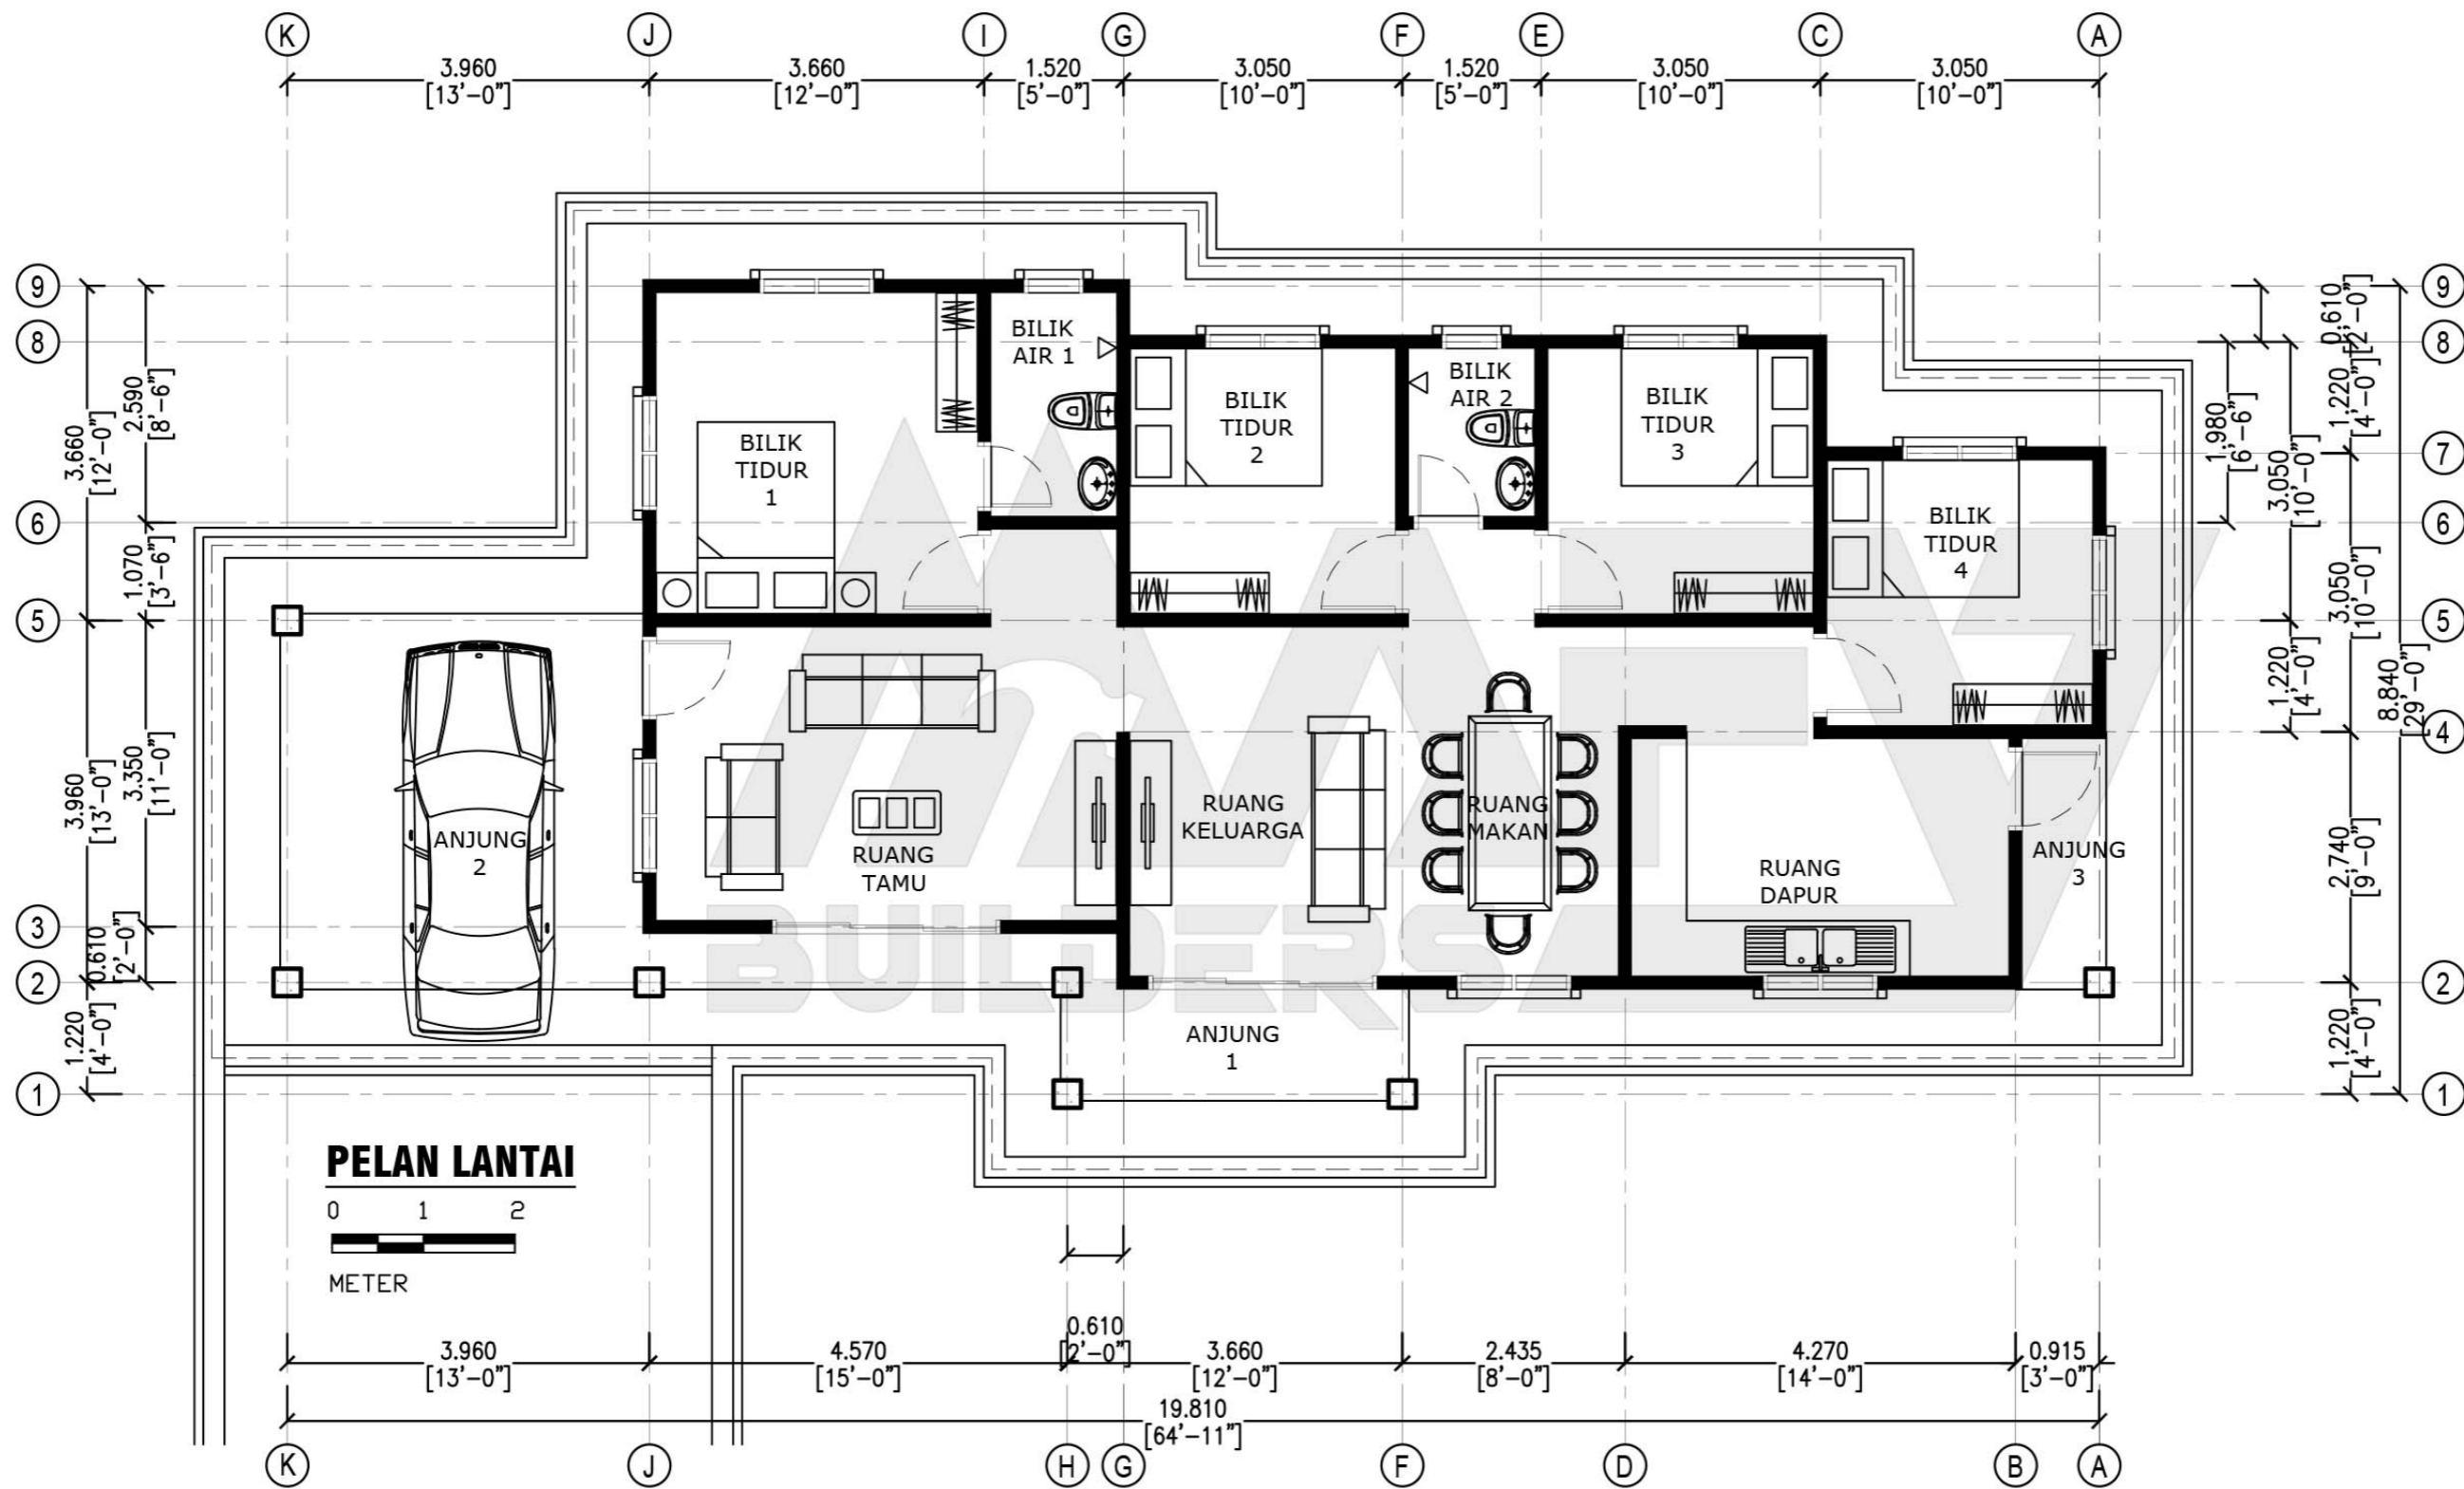 K J I G F E C A
3.960 3.660 1.520 3.050 1.520 3.050 3.050
[13'-0"] [12'-0"] [5'-0"] [10'-0"] [5'-0"] [10'-0"] [10'-0"]
9
8
6
5
3
2
1
3.660
[12'-0"]
3.960
[13'-0"]
1.220
[4'-0"]
2.590
[8'-6"]
1.070
[3'-6"]
3.350
[11'-0"]
0.610
[2'-0"]
BILIK
TIDUR
1
BILIK
AIR 1
BILIK
TIDUR
2
BILIK
AIR 2
BILIK
TIDUR
3
BILIK
TIDUR
4
ANJUNG
2
RUANG
TAMU
RUANG
KELUARGA
RUANG
MAKAN
RUANG
DAPUR
ANJUNG
3
ANJUNG
1
MrMFV
BUILDERS
1.980
[6'-6"]
3.050
[10'-0"]
1.220
[4'-0"]
0.610
[2'-0"]
1.220
[4'-0"]
3.050
[10'-0"]
2.740
[9'-0"]
1.220
[4'-0"]
8.840
[29'-0"]
9
8
7
6
5
4
3
2
1
PELAN LANTAI
0 1 2
METER
3.960 4.570 0.610 3.660 2.435 4.270 0.915
[13'-0"] [15'-0"] [2'-0"] [12'-0"] [8'-0"] [14'-0"] [3'-0"]
19.810
[64'-11"]
K J H G F D B A